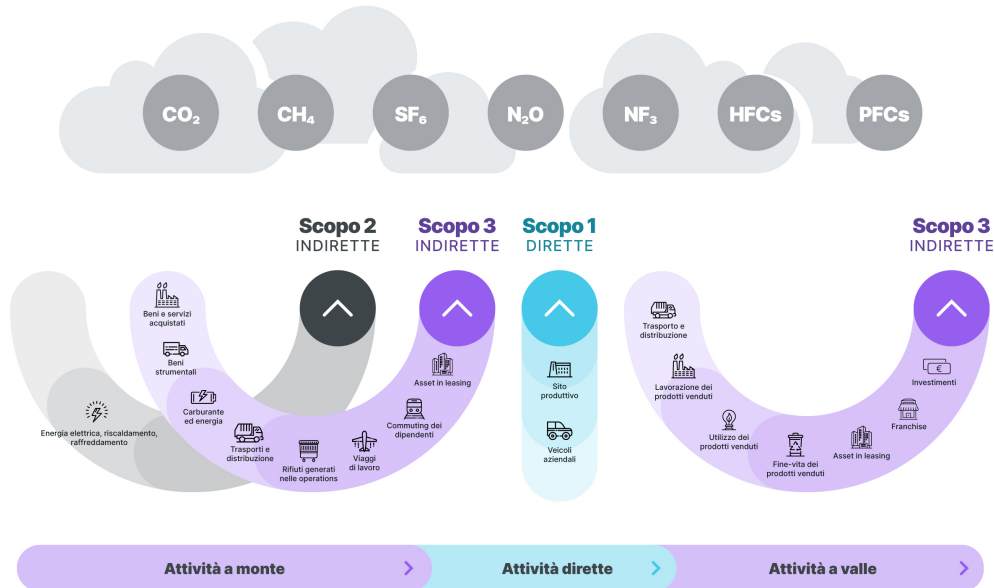 CO₂
CH₄
SF₆
N₂O
NF₃
HFCs
PFCs
Scopo 2
INDIRETTE
Scopo 3
INDIRETTE
Scopo 1
DIRETTE
Scopo 3
INDIRETTE
Energia elettrica, riscaldamento,
raffreddamento
Beni e servizi
acquistati
Beni
strumentali
Carburante
ed energia
Trasporti e
distribuzione
Rifiuti generati
nelle operations
Viaggi
di lavoro
Commuting dei
dipendenti
Asset in leasing
Sito
produttivo
Veicoli
aziendali
Trasporto e
distribuzione
Lavorazione dei
prodotti venduti
Utilizzo dei
prodotti venduti
Fine-vita dei
prodotti venduti
Asset in leasing
Franchise
€
Investimenti
Attività a monte
Attività dirette
Attività a valle